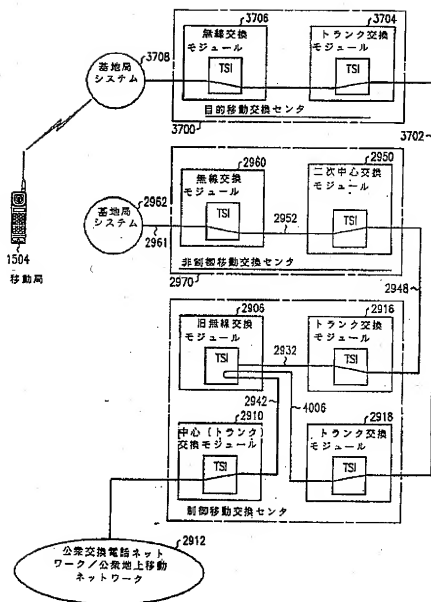 3706
3704
3708
無線交換
モジュール
トランク交換
モジュール
基地局
システム
TSI
TSI
目的移動交換センタ
3700
3702
2960
2950
2962
無線交換
モジュール
二次中心交換
モジュール
基地局
システム
TSI
2952
TSI
2961
1504
移動局
非制御移動交換センタ
2970
2948
2906
2916
旧無線交換
モジュール
トランク交換
モジュール
TSI
2932
TSI
2942
4006
2910
2918
中心(トランク)
交換モジュール
トランク交換
モジュール
TSI
TSI
制御移動交換センタ
2912
公衆交換電話ネット
ワーク/公衆地上移動
ネットワーク